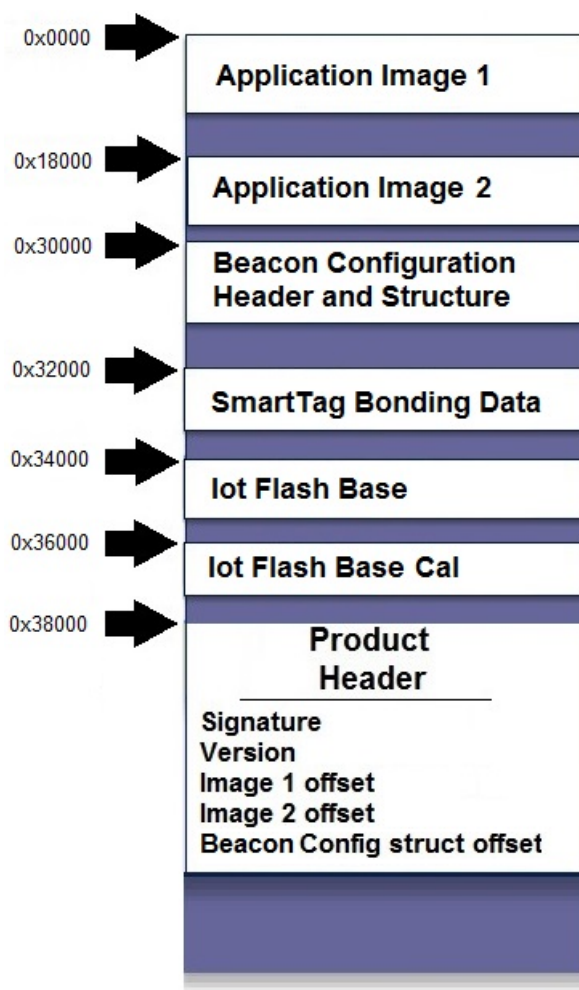 0x0000
Application Image 1
0x18000
Application Image 2
0x30000
Beacon Configuration
Header and Structure
0x32000
SmartTag Bonding Data
0x34000
Iot Flash Base
0x36000
Iot Flash Base Cal
0x38000
Product
Header
Signature
Version
Image 1 offset
Image 2 offset
Beacon Config struct offset